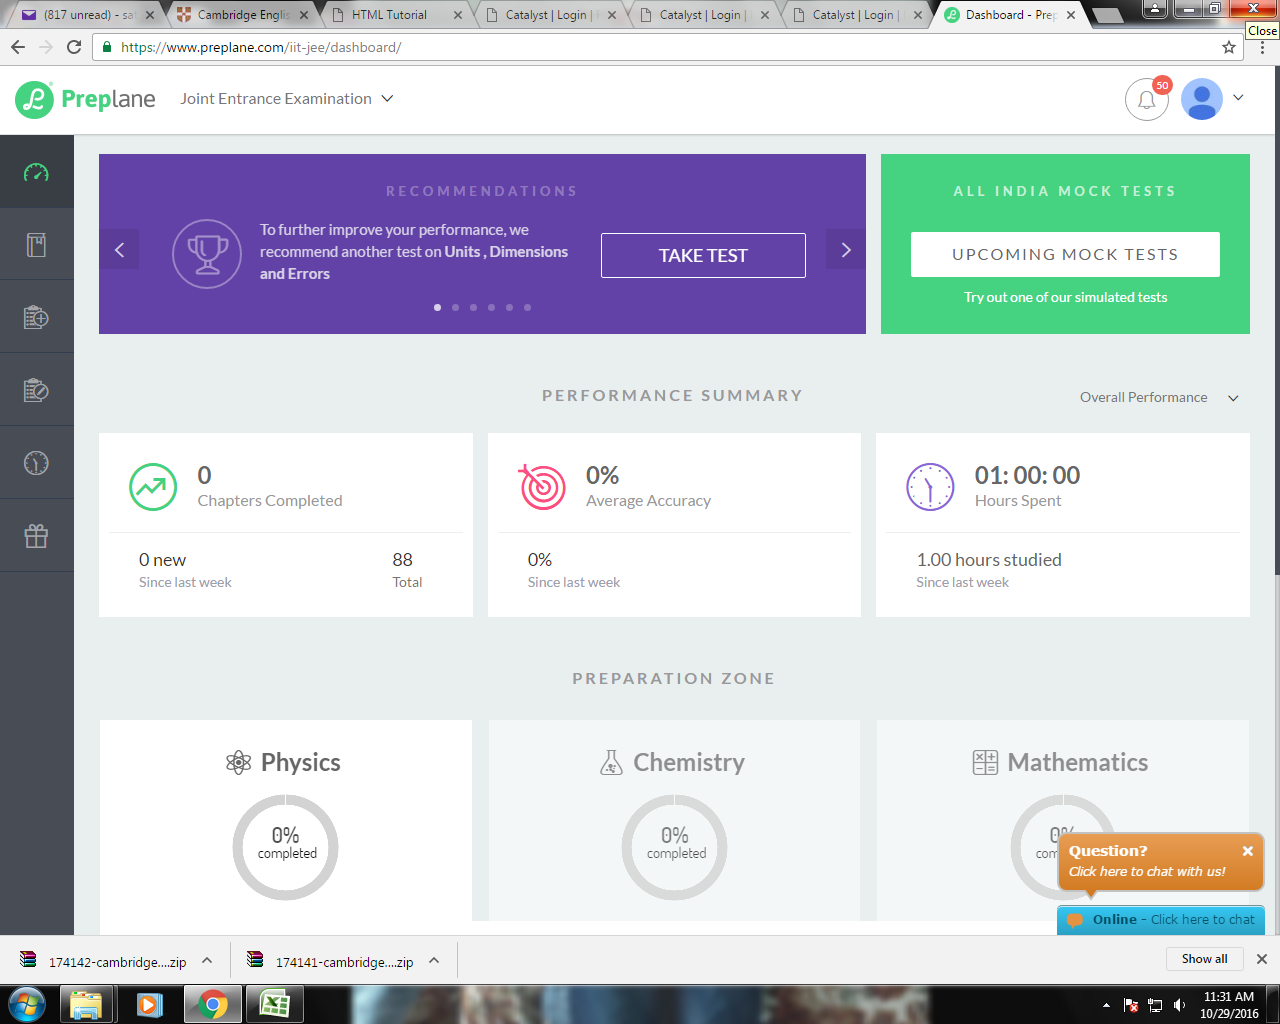 (817 unread) - sat
Cambridge Englis
HTML Tutorial
Catalyst | Login |
Catalyst | Login |
Catalyst | Login |
Dashboard - Prep
Close
https://www.preplane.com/iit-jee/dashboard/
Preplane
Joint Entrance Examination
50
RECOMMENDATIONS
To further improve your performance, we
recommend another test on Units , Dimensions
and Errors
TAKE TEST
ALL INDIA MOCK TESTS
UPCOMING MOCK TESTS
Try out one of our simulated tests
PERFORMANCE SUMMARY
Overall Performance
0
Chapters Completed
0 new
Since last week
88
Total
0%
Average Accuracy
0%
Since last week
01: 00: 00
Hours Spent
1.00 hours studied
Since last week
PREPARATION ZONE
Physics
0%
completed
Chemistry
0%
completed
Mathematics
0%
com
Question?
Click here to chat with us!
Online - Click here to chat
174142-cambridge....zip
174141-cambridge....zip
Show all
11:31 AM
10/29/2016